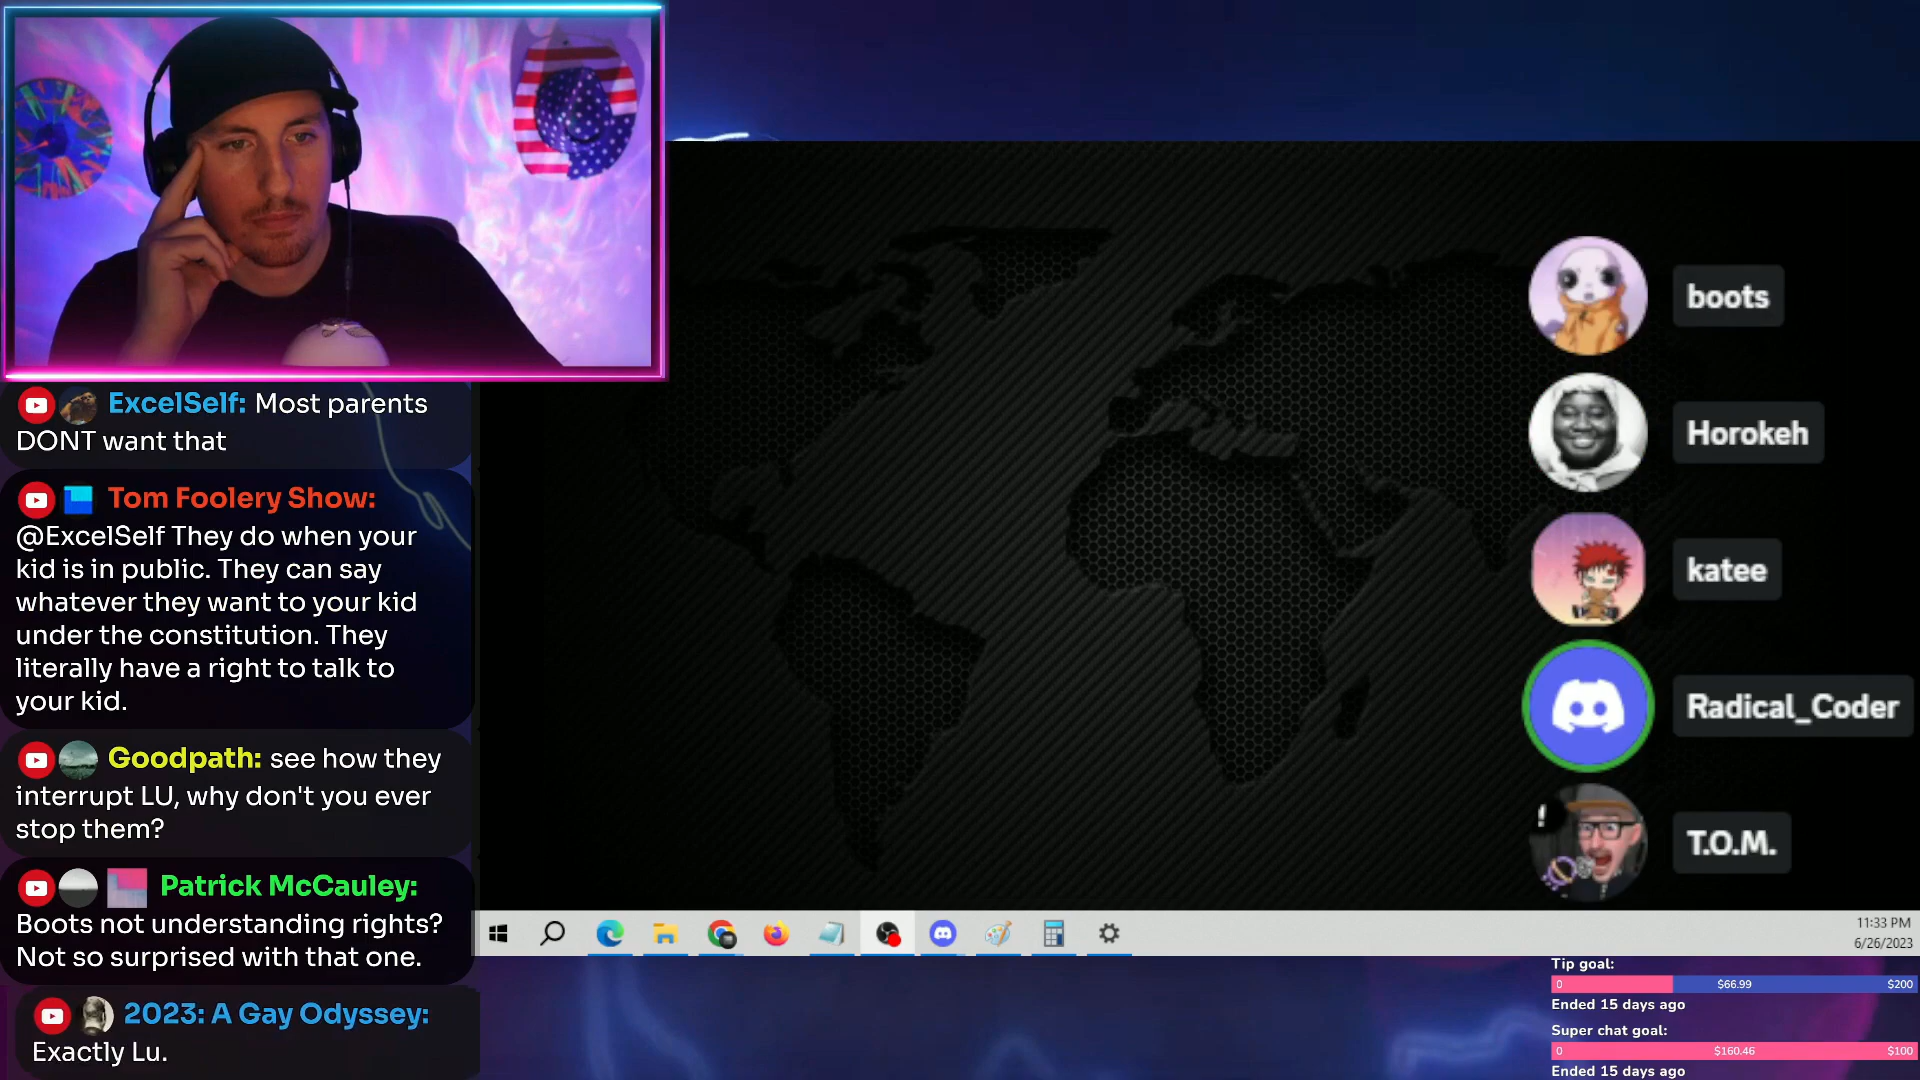 ExcelSelf: Most parents
DONT want that
Tom Foolery Show:
@ExcelSelf They do when your
kid is in public. They can say
whatever they want to your kid
under the constitution. They
literally have a right to talk to
your kid.
Goodpath: see how they
interrupt LU, why don't you ever
stop them?
Patrick McCauley:
Boots not understanding rights?
Not so surprised with that one.
2023: A Gay Odyssey:
Exactly Lu.
boots
Horokeh
katee
Radical_Coder
!
T.O.M.
11:33 PM
6/26/2023
Tip goal:
0 $66.99 $200
Ended 15 days ago
Super chat goal:
0 $160.46 $100
Ended 15 days ago